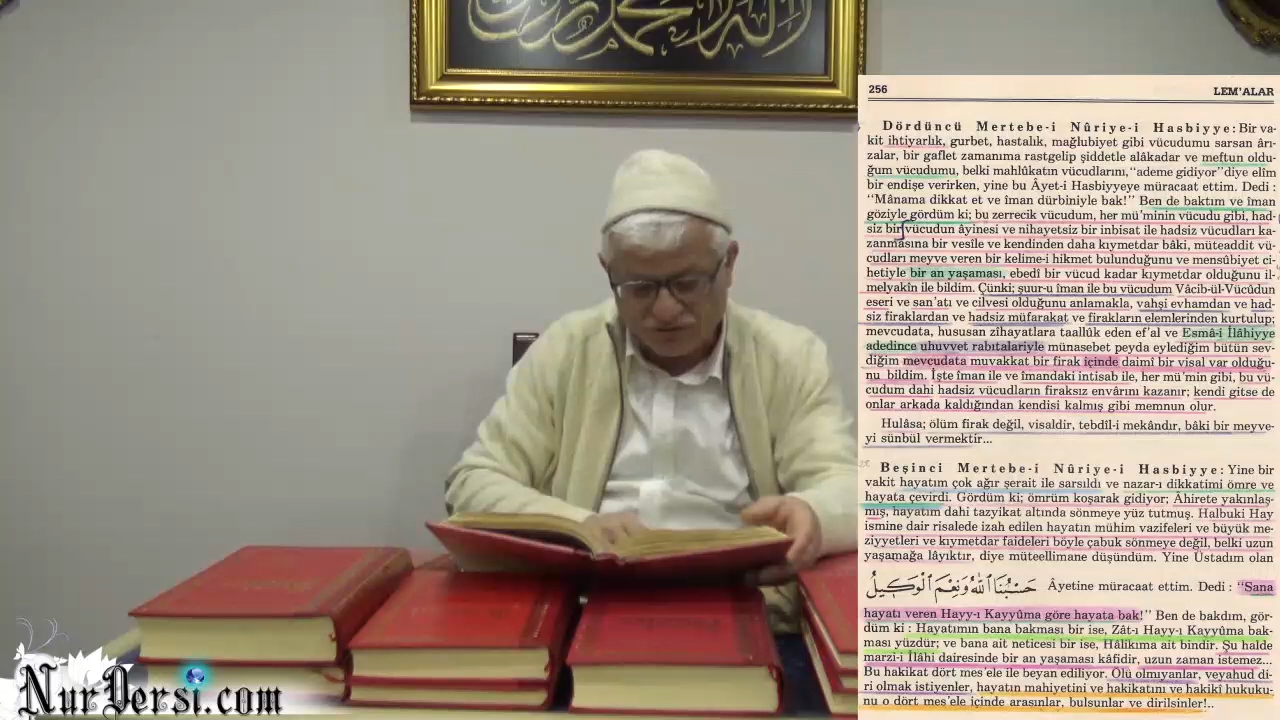 256 LEM'ALAR
Dördüncü Mertebe-i Nûriye-i Hasbiyye: Bir va-
kit ihtiyarlık, gurbet, hastalık, mağlubiyet gibi vücudumu sarsan ârı-
zalar, bir gaflet zamanıma rastgelip şiddetle alâkadar ve meftun oldu-
ğum vücudumu, belki mahlûkatın vücudlarını, "ademe gidiyor" diye elîm
bir endişe verirken, yine bu Âyet-i Hasbiyyeye müracaat ettim. Dedi:
"Mânama dikkat et ve îman dürbiniyle bak!" Ben de baktım ve îman
göziyle gördüm ki; bu zerrecik vücudum, her mü'minin vücudu gibi, had-
siz bir vücudun âyinesi ve nihayetsiz bir inbisat ile hadsiz vücudları ka-
zanmasına bir vesîle ve kendinden daha kıymetdar bâki, müteaddit vü-
cudları meyve veren bir kelime-i hikmet bulunduğunu ve mensûbiyet ci-
hetiyle bir an yaşaması, ebedî bir vücud kadar kıymetdar olduğunu il-
melyakîn ile bildim. Çünki; şuur-u îman ile bu vücudum Vâcib-ül-Vücûdun
eseri ve san'atı ve cilvesi olduğunu anlamakla, vahşi evhamdan ve had-
siz firaklardan ve hadsiz müfarakat ve firakların elemlerinden kurtulup;
mevcudata, hususan zîhayatlara taallûk eden ef'al ve Esmâ-i İlâhiyye
adedince uhuvvet rabıtalariyle münasebet peyda eylediğim bütün sev-
diğim mevcudata muvakkat bir firak içinde daimî bir visal var olduğu-
nu bildim. İşte îman ile ve îmandaki intisab ile, her mü'min gibi, bu vü-
cudum dahi hadsiz vücudların firaksız envârını kazanır; kendi gitse de
onlar arkada kaldığından kendisi kalmış gibi memnun olur.
Hulâsa; ölüm firak değil, visaldir, tebdîl-i mekândır, bâki bir meyve-
yi sünbül vermektir...
Beşinci Mertebe-i Nûriye-i Hasbiyye: Yine bir
vakit hayatım çok ağır şerait ile sarsıldı ve nazar-ı dikkatimi ömre ve
hayata çevirdi. Gördüm ki; ömrüm koşarak gidiyor; Âhirete yakınlaş-
mış, hayatım dahi tazyikat altında sönmeye yüz tutmuş. Halbuki Hay
ismine dair risalede izah edilen hayatın mühim vazifeleri ve büyük me-
ziyyetleri ve kıymetdar faideleri böyle çabuk sönmeye değil, belki uzun
yaşamağa lâyıktır, diye müteellimane düşündüm. Yine Üstadım olan
حَسْبُنَا اللّٰهُ وَنِعْمَ الْوَكِيلُ Âyetine müracaat ettim. Dedi: "Sana
hayatı veren Hayy-ı Kayyûma göre hayata bak!" Ben de bakdım, gör-
düm ki: Hayatımın bana bakması bir ise, Zât-ı Hayy-ı Kayyûma bak-
ması yüzdür; ve bana ait neticesi bir ise, Hâlıkıma ait bindir. Şu halde
marzi-i İlâhî dairesinde bir an yaşaması kâfidir, uzun zaman istemez...
Bu hakikat dört mes'ele ile beyan ediliyor. Ölü olmıyanlar, veyahud di-
ri olmak istiyenler, hayatın mahiyetini ve hakikatını ve hakikî hukuku-
nu o dört mes'ele içinde arasınlar, bulsunlar ve dirilsinler!..
NurDersi.com